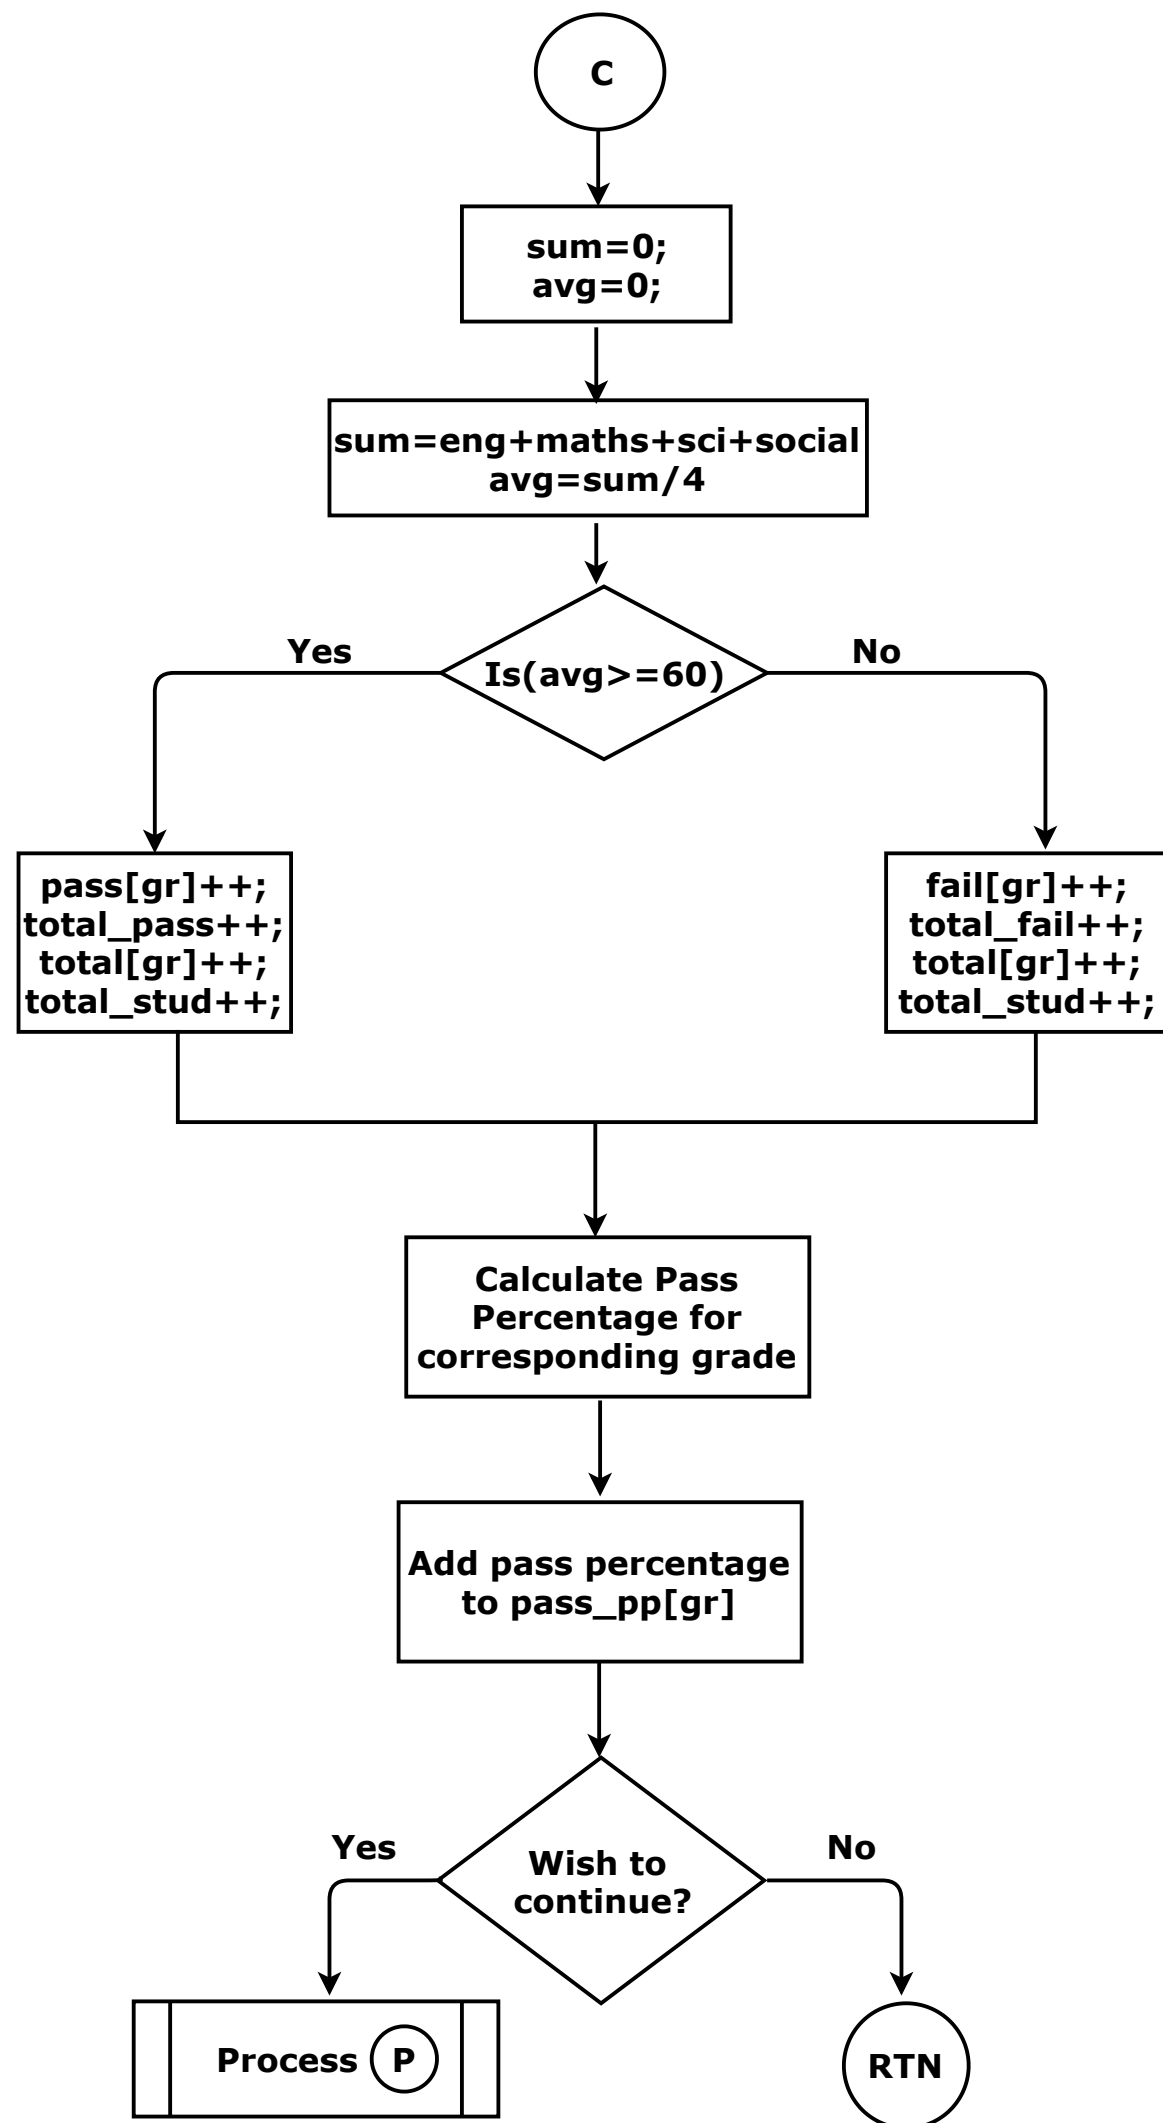 C
sum=0;
avg=0;
sum=eng+maths+sci+social
avg=sum/4
Is(avg>=60)
Yes
No
pass[gr]++;
total_pass++;
total[gr]++;
total_stud++;
fail[gr]++;
total_fail++;
total[gr]++;
total_stud++;
Calculate Pass
Percentage for
corresponding grade
Add pass percentage
to pass_pp[gr]
Wish to
continue?
Yes
No
Process P
RTN